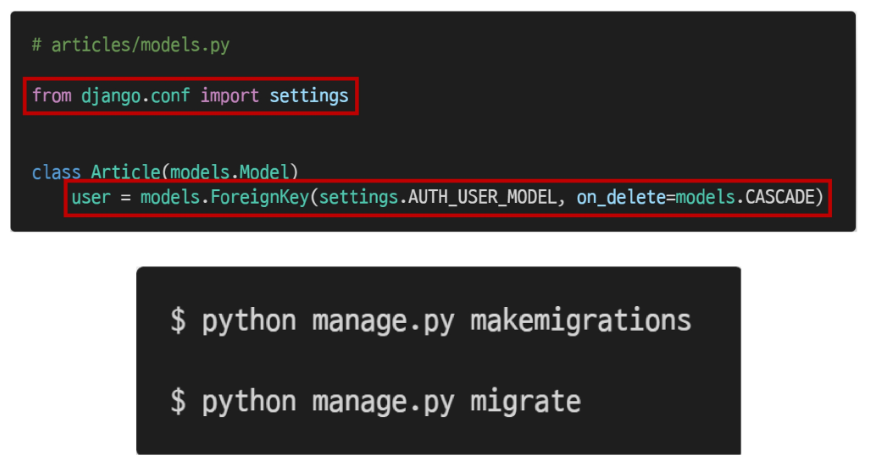 # articles/models.py
from django.conf import settings
class Article(models.Model)
user = models.ForeignKey(settings.AUTH_USER_MODEL, on_delete=models.CASCADE)
$ python manage.py makemigrations
$ python manage.py migrate